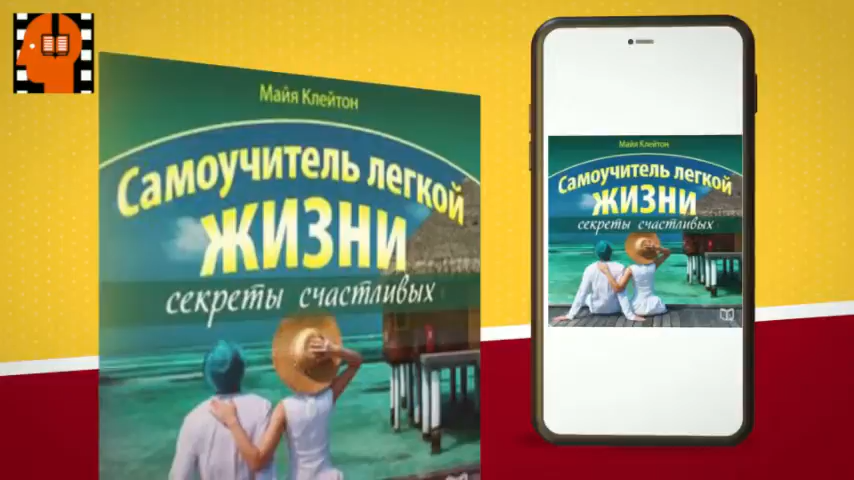 Майя Клейтон
Самоучитель легкой
жизни
секреты счастливых
Майя Клейтон
Самоучитель легкой
жизни
секреты счастливых